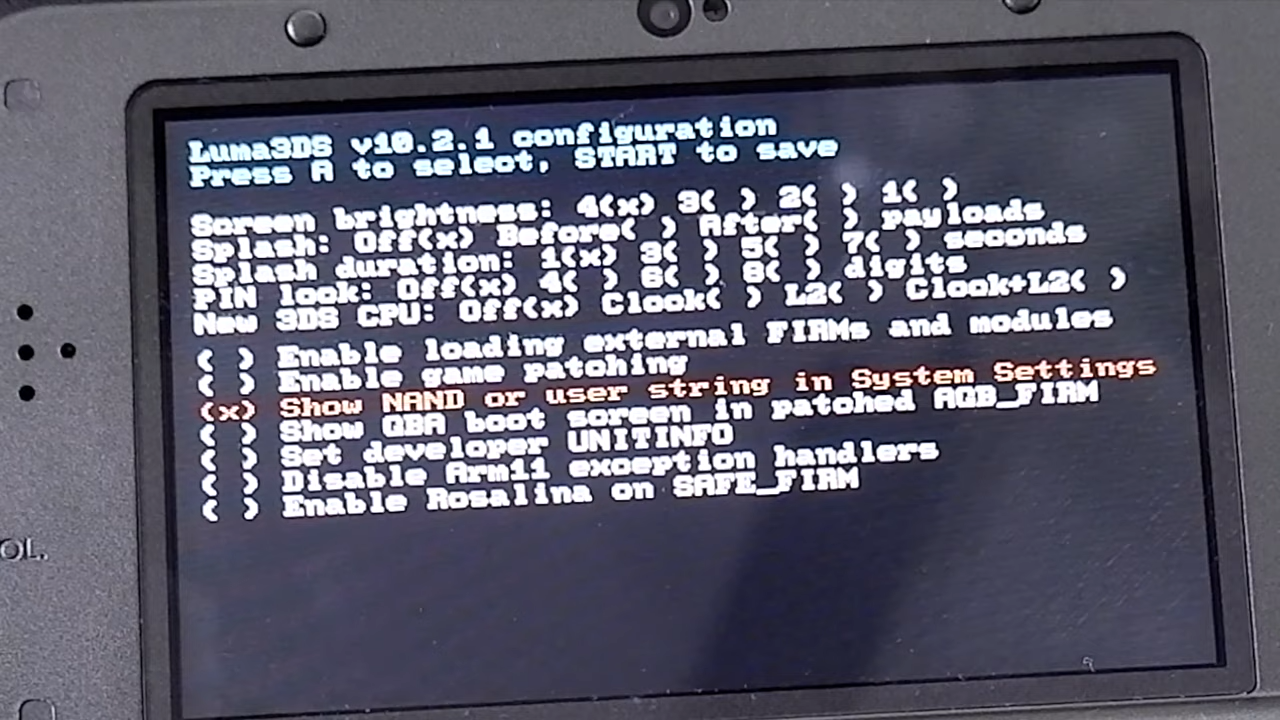 Luma3DS v10.2.1 configuration
Press A to select, START to save
Screen brightness: 4(x) 3( ) 2( ) 1( )
Splash: Off(x) Before( ) After( ) payloads
Splash duration: 1(x) 3( ) 5( ) 7( ) seconds
PIN lock: Off(x) 4( ) 6( ) 8( ) digits
New 3DS CPU: Off(x) Clock( ) L2( ) Clock+L2( )
( ) Enable loading external FIRMs and modules
( ) Enable game patching
(x) Show NAND or user string in System Settings
( ) Show GBA boot screen in patched AGB_FIRM
( ) Set developer UNITINFO
( ) Disable Arm11 exception handlers
( ) Enable Rosalina on SAFE_FIRM
OL.